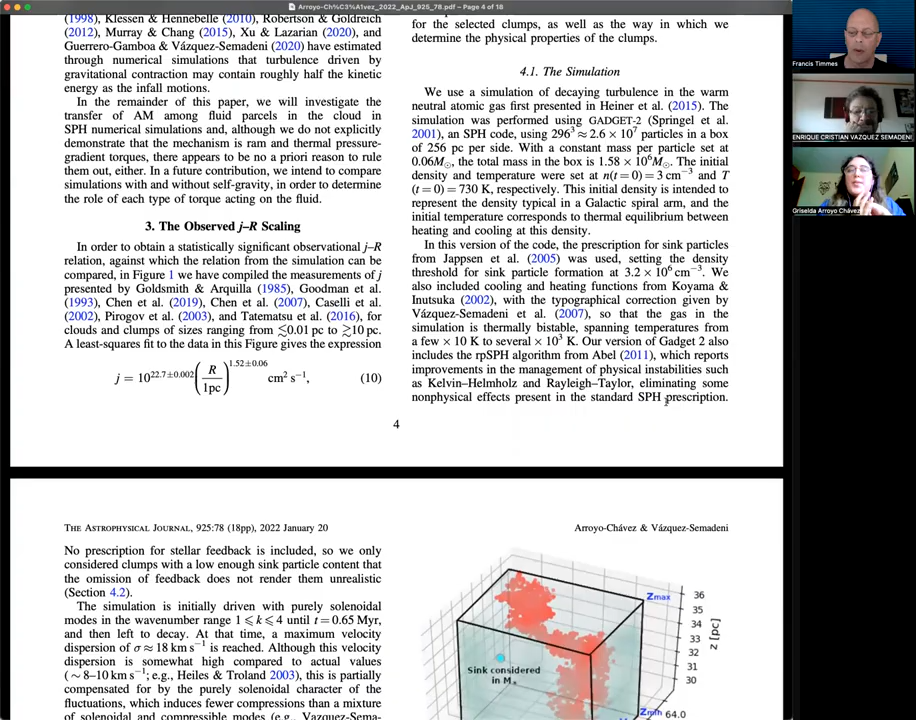 Arroyo-Ch%C3%A1vez_2022_ApJ_925_78.pdf — Page 4 of 18
(1998), Klessen & Hennebelle (2010), Robertson & Goldreich
(2012), Murray & Chang (2015), Xu & Lazarian (2020), and
Guerrero-Gamboa & Vázquez-Semadeni (2020) have estimated
through numerical simulations that turbulence driven by
gravitational contraction may contain roughly half the kinetic
energy as the infall motions.
In the remainder of this paper, we will investigate the
transfer of AM among fluid parcels in the cloud in
SPH numerical simulations and, although we do not explicitly
demonstrate that the mechanism is ram and thermal pressure-
gradient torques, there appears to be no a priori reason to rule
them out, either. In a future contribution, we intend to compare
simulations with and without self-gravity, in order to determine
the role of each type of torque acting on the fluid.
3. The Observed j–R Scaling
In order to obtain a statistically significant observational j–R
relation, against which the relation from the simulation can be
compared, in Figure 1 we have compiled the measurements of j
presented by Goldsmith & Arquilla (1985), Goodman et al.
(1993), Chen et al. (2019), Chen et al. (2007), Caselli et al.
(2002), Pirogov et al. (2003), and Tatematsu et al. (2016), for
clouds and clumps of sizes ranging from ≲0.01 pc to ≳10 pc.
A least-squares fit to the data in this Figure gives the expression
j = 10^22.7±0.002 (R/1pc)^1.52±0.06 cm² s⁻¹, (10)
for the selected clumps, as well as the way in which we
determine the physical properties of the clumps.
4.1. The Simulation
We use a simulation of decaying turbulence in the warm
neutral atomic gas first presented in Heiner et al. (2015). The
simulation was performed using GADGET-2 (Springel et al.
2001), an SPH code, using 296³ ≈ 2.6 × 10⁷ particles in a box
of 256 pc per side. With a constant mass per particle set at
0.06M⊙, the total mass in the box is 1.58 × 10⁶M⊙. The initial
density and temperature were set at n(t = 0) = 3 cm⁻³ and T
(t = 0) = 730 K, respectively. This initial density is intended to
represent the density typical in a Galactic spiral arm, and the
initial temperature corresponds to thermal equilibrium between
heating and cooling at this density.
In this version of the code, the prescription for sink particles
from Jappsen et al. (2005) was used, setting the density
threshold for sink particle formation at 3.2 × 10⁶ cm⁻³. We
also included cooling and heating functions from Koyama &
Inutsuka (2002), with the typographical correction given by
Vázquez-Semadeni et al. (2007), so that the gas in the
simulation is thermally bistable, spanning temperatures from
a few × 10 K to several × 10³ K. Our version of Gadget 2 also
includes the rpSPH algorithm from Abel (2011), which reports
improvements in the management of physical instabilities such
as Kelvin–Helmholz and Rayleigh–Taylor, eliminating some
nonphysical effects present in the standard SPH prescription.
4
THE ASTROPHYSICAL JOURNAL, 925:78 (18pp), 2022 January 20
Arroyo-Chávez & Vázquez-Semadeni
No prescription for stellar feedback is included, so we only
considered clumps with a low enough sink particle content that
the omission of feedback does not render them unrealistic
(Section 4.2).
The simulation is initially driven with purely solenoidal
modes in the wavenumber range 1 ⩽ k ⩽ 4 until t = 0.65 Myr,
and then left to decay. At that time, a maximum velocity
dispersion of σ ≈ 18 km s⁻¹ is reached. Although this velocity
dispersion is somewhat high compared to actual values
(∼8–10 km s⁻¹; e.g., Heiles & Troland 2003), this is partially
compensated for by the purely solenoidal character of the
fluctuations, which induces fewer compressions than a mixture
of solenoidal and compressible modes (e.g., Vazquez-Sema-
Zmax
36
35
34
33
32
31
30
z [pc]
Sink considered
in M*
Zmin 64.0
Francis Timmes
ENRIQUE CRISTIAN VAZQUEZ SEMADENI
Griselda Arroyo Chávez